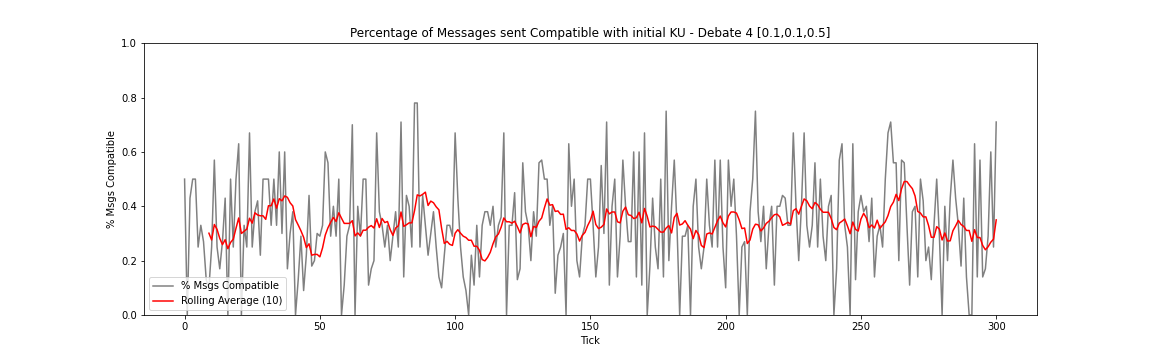 Percentage of Messages sent Compatible with initial KU - Debate 4 [0.1,0.1,0.5]
% Msgs Compatible
1.0
0.8
0.6
0.4
0.2
0.0
% Msgs Compatible
Rolling Average (10)
0 50 100 150 200 250 300
Tick